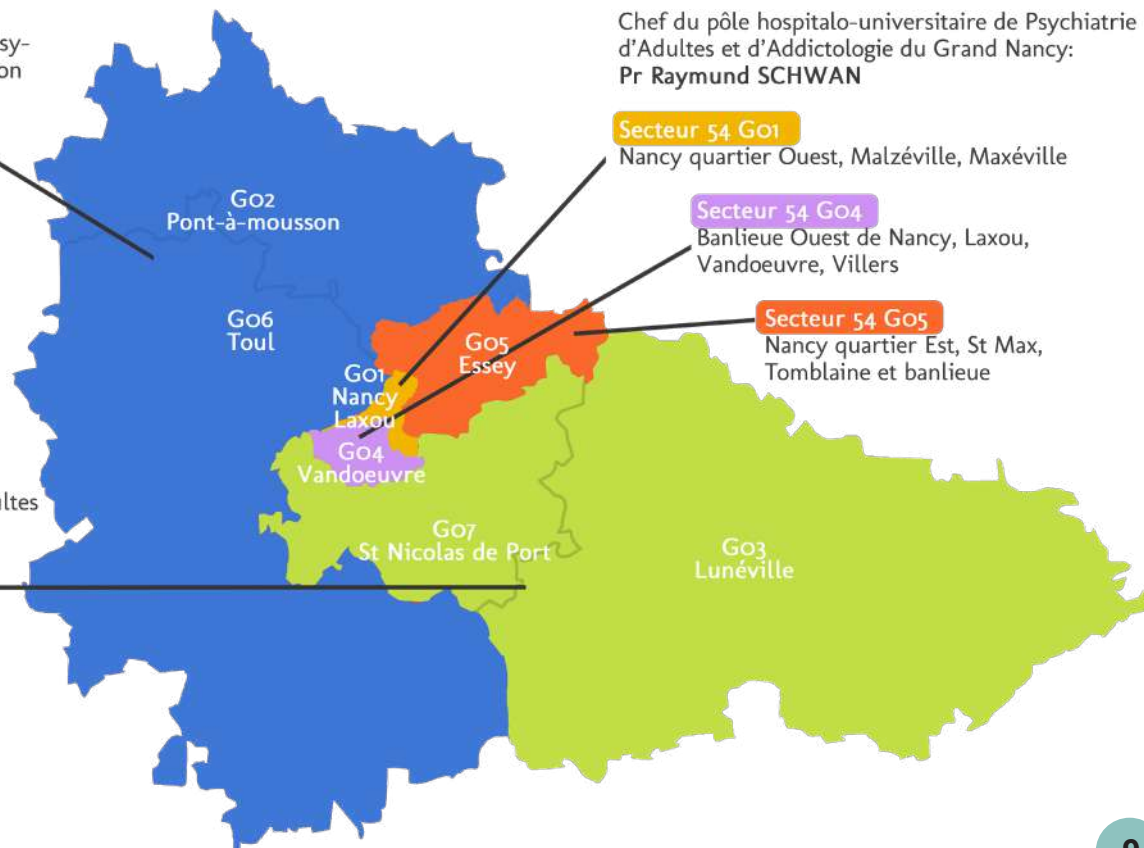 sy-
on
Chef du pôle hospitalo-universitaire de Psychiatrie
d'Adultes et d'Addictologie du Grand Nancy:
Pr Raymund SCHWAN
Secteur 54 G01
Nancy quartier Ouest, Malzéville, Maxéville
Secteur 54 G04
Banlieue Ouest de Nancy, Laxou,
Vandoeuvre, Villers
Secteur 54 G05
Nancy quartier Est, St Max,
Tomblaine et banlieue
G02
Pont-à-mousson
G06
Toul
G05
Essey
G01
Nancy
Laxou
G04
Vandoeuvre
ultes
G07
St Nicolas de Port
G03
Lunéville